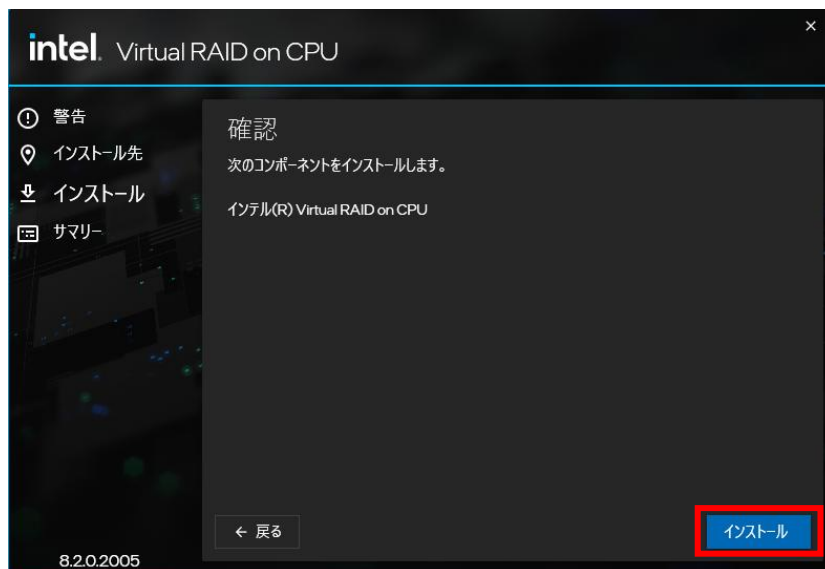 intel. Virtual RAID on CPU
×
警告
インストール先
インストール
サマリー
確認
次のコンポーネントをインストールします。
インテル(R) Virtual RAID on CPU
← 戻る
インストール
8.2.0.2005